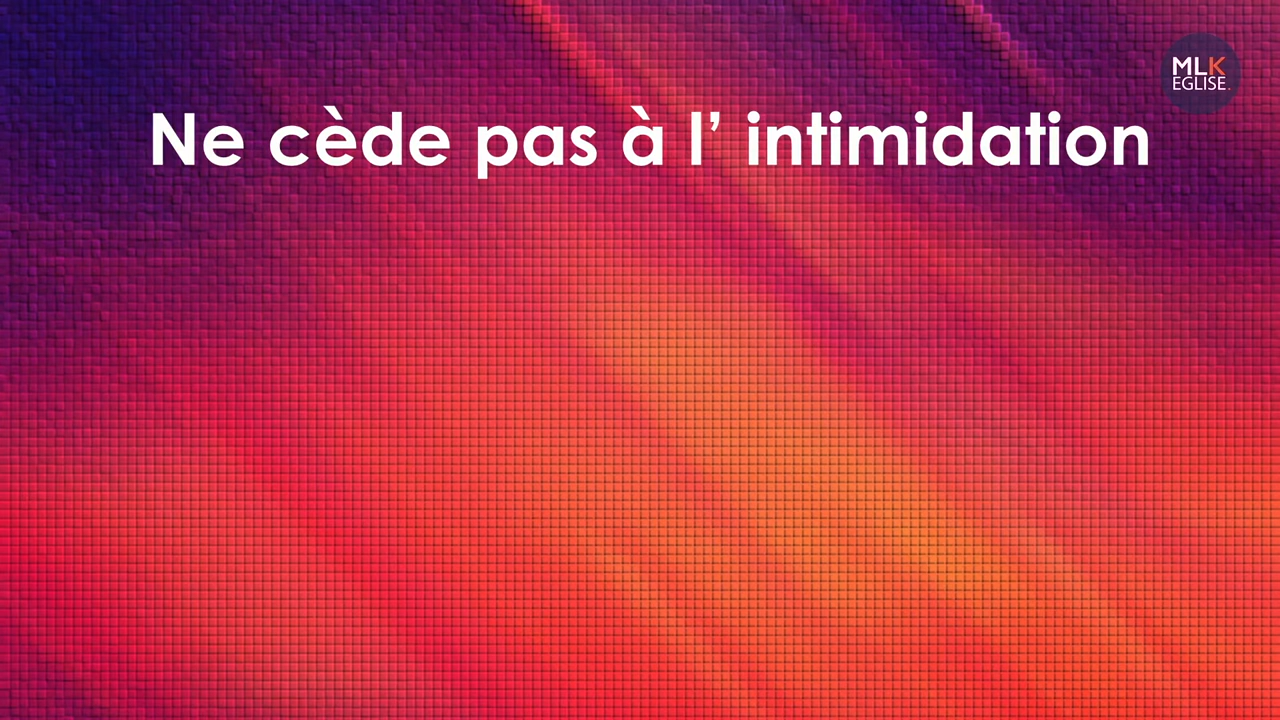 MLK
EGLISE.
Ne cède pas à l’ intimidation